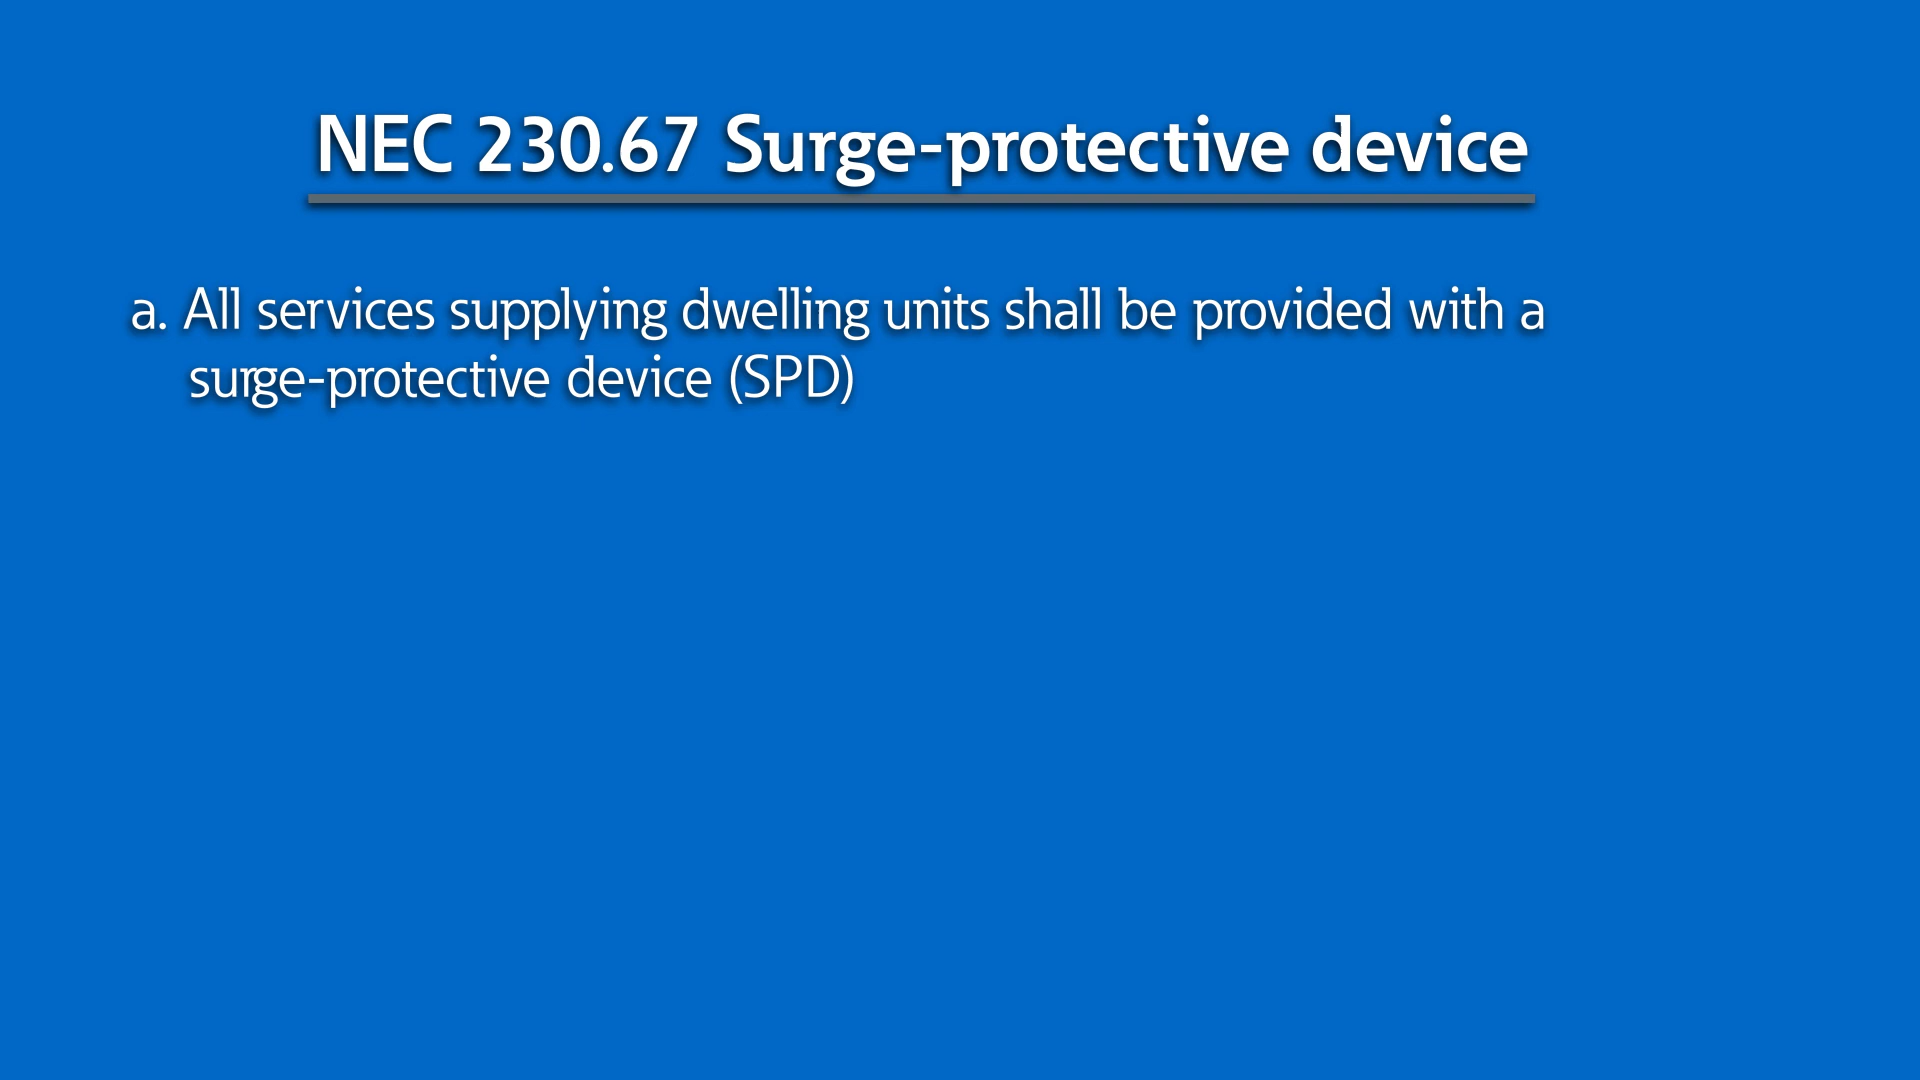 NEC 230.67 Surge-protective device
a. All services supplying dwelling units shall be provided with a
surge-protective device (SPD)